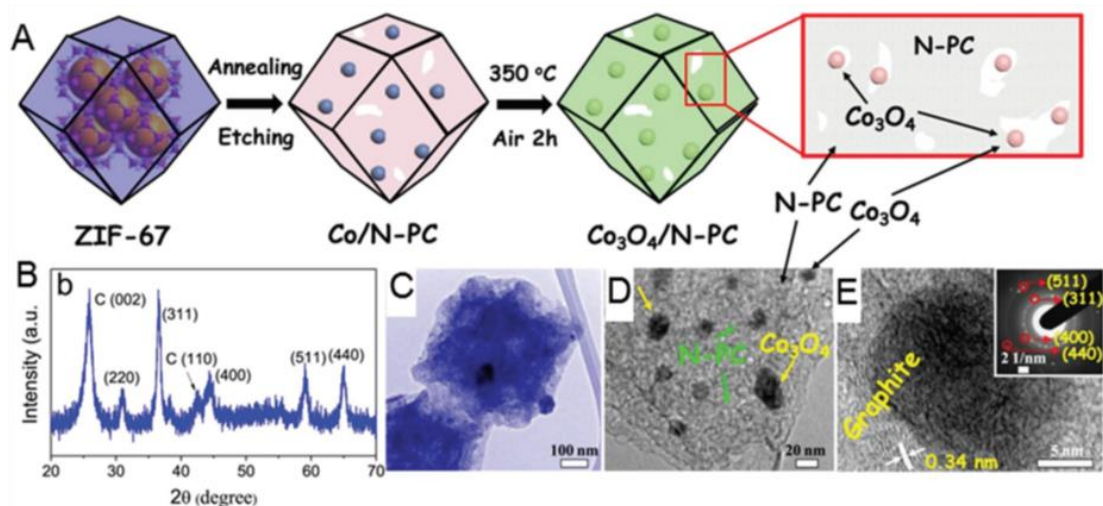 A
Annealing
Etching
350 °C
Air 2h
N-PC
Co₃O₄
ZIF-67
Co/N-PC
Co₃O₄/N-PC
N-PC
Co₃O₄
B
b
C (002)
(220)
(311)
C (110)
(400)
(511)
(440)
Intensity (a.u.)
20
30
40
50
60
70
2θ (degree)
C
100 nm
D
N-PC
Co₃O₄
20 nm
E
Graphite
0.34 nm
5 nm
(511)
(311)
(400)
(440)
2 1/nm